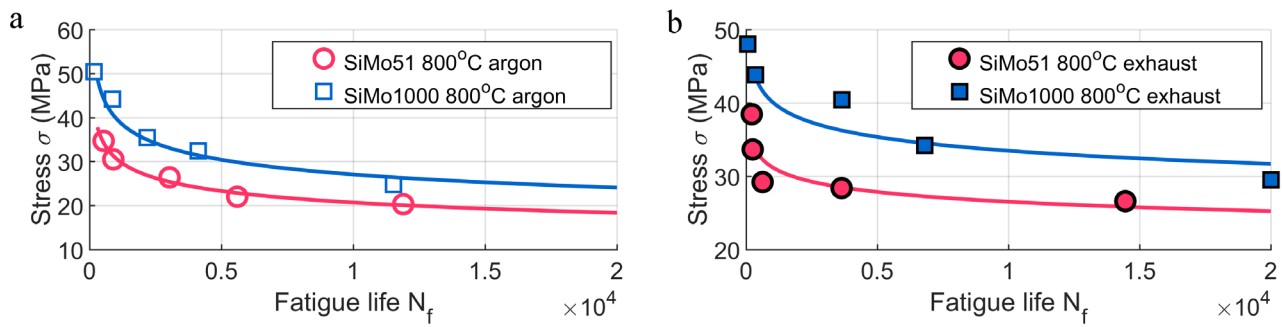 a
Stress σ (MPa)
60
50
40
30
20
10
SiMo51 800°C argon
SiMo1000 800°C argon
0
0.5
1
1.5
2
Fatigue life N_f
×10^4
b
Stress σ (MPa)
50
40
30
20
SiMo51 800°C exhaust
SiMo1000 800°C exhaust
0
0.5
1
1.5
2
Fatigue life N_f
×10^4